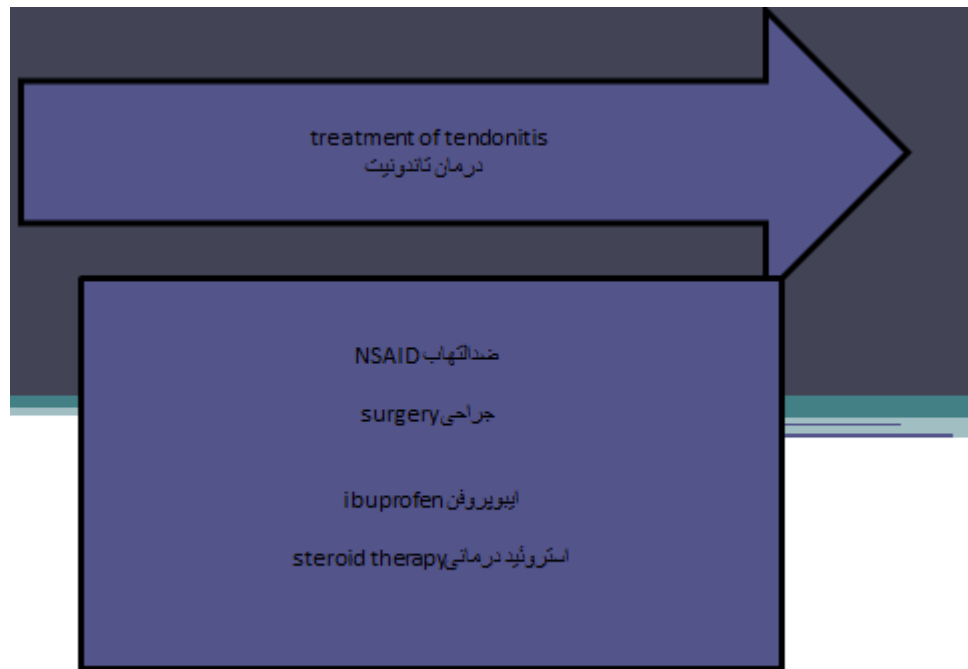 treatment of tendonitis
درمان تاندونیت
ضدالتهاب NSAID
جراحی surgery
ایبوپروفن ibuprofen
استروئید درمانی steroid therapy